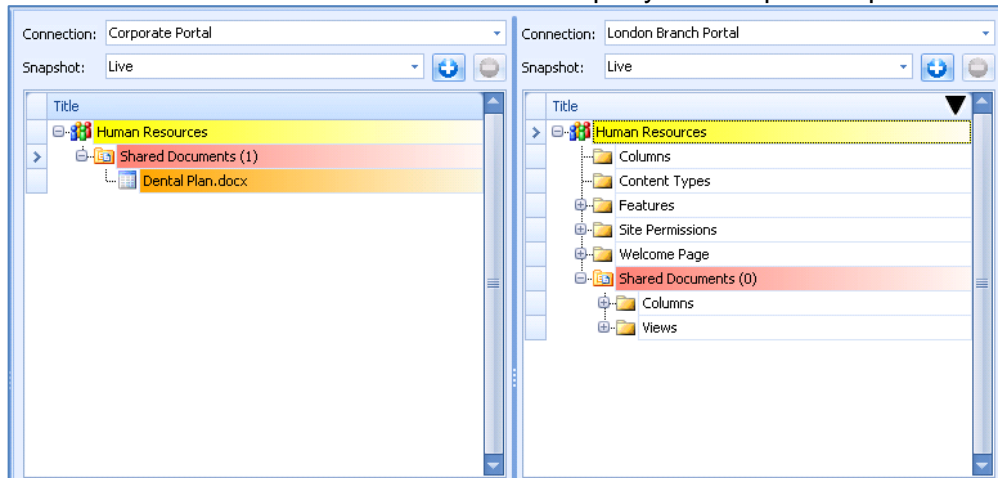 Connection: Corporate Portal
Snapshot: Live
Title
Human Resources
Shared Documents (1)
Dental Plan.docx
Connection: London Branch Portal
Snapshot: Live
Title
Human Resources
Columns
Content Types
Features
Site Permissions
Welcome Page
Shared Documents (0)
Columns
Views